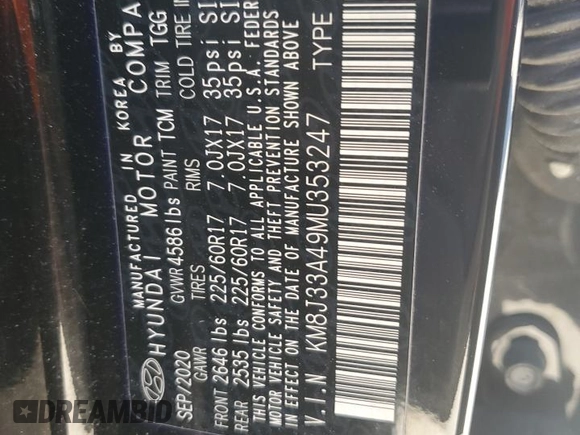 MANUFACTURED IN KOREA BY
HYUNDAI MOTOR COMPA
SEP/2020 GVWR 4586 lbs PAINT TCM TRIM TGG
GAWR TIRES RIMS COLD TIRE IN
FRONT 2646 lbs 225/60R17 7.0JX17 35psi SI
REAR 2535 lbs 225/60R17 7.0JX17 35psi SI
THIS VEHICLE CONFORMS TO ALL APPLICABLE U.S.A. FEDER
MOTOR VEHICLE SAFETY AND THEFT PREVENTION STANDARDS
IN EFFECT ON THE DATE OF MANUFACTURE SHOWN ABOVE
V.I.N. KM8J33A49MU353247 TYPE
DREAMBID